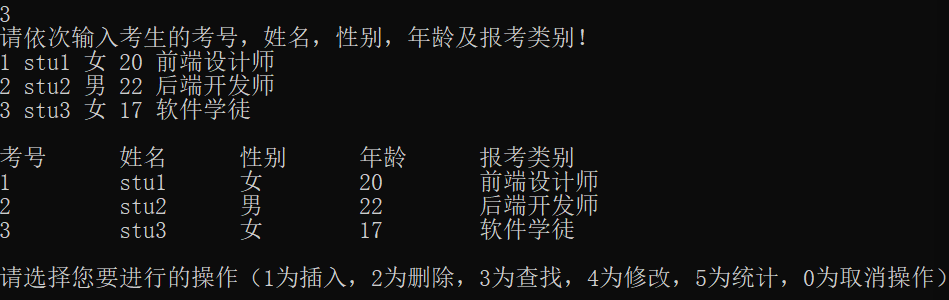 3
请依次输入考生的考号，姓名，性别，年龄及报考类别！
1 stu1 女 20 前端设计师
2 stu2 男 22 后端开发师
3 stu3 女 17 软件学徒
考号 姓名 性别 年龄 报考类别
1 stu1 女 20 前端设计师
2 stu2 男 22 后端开发师
3 stu3 女 17 软件学徒
请选择您要进行的操作（1为插入，2为删除，3为查找，4为修改，5为统计，0为取消操作）